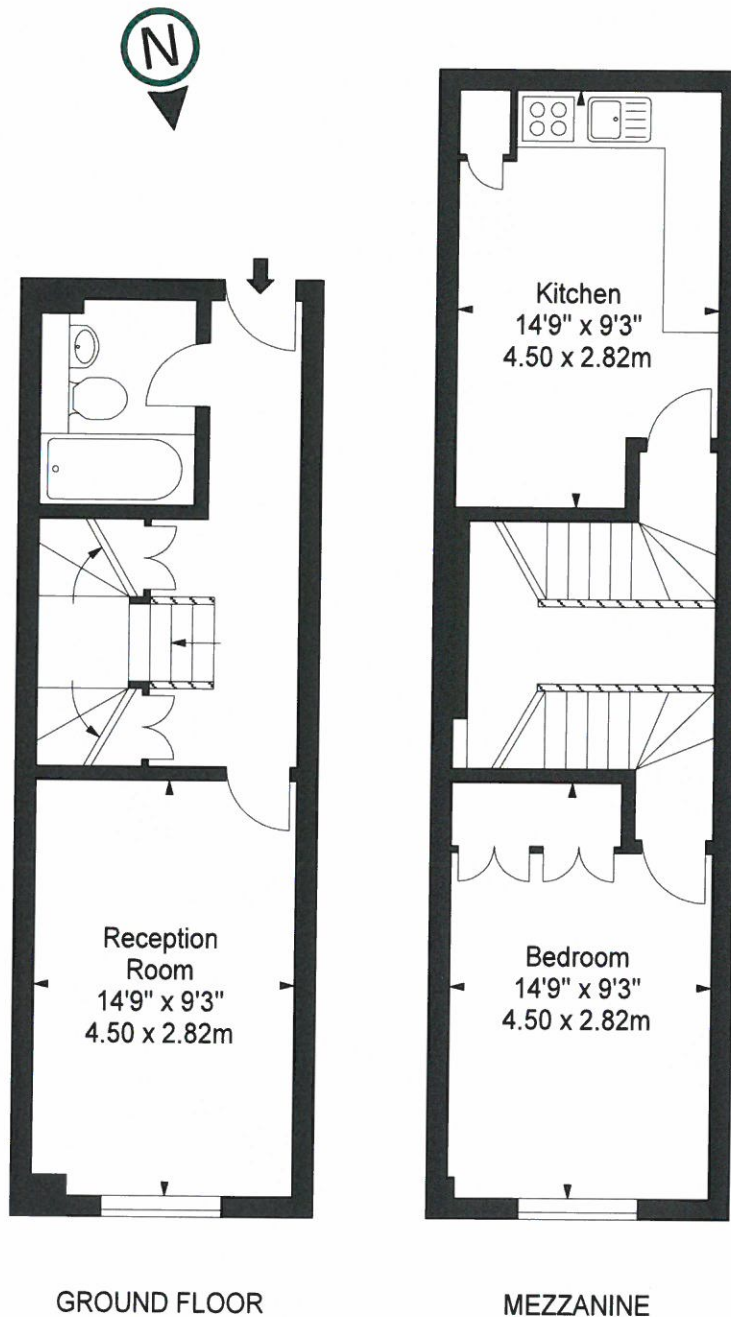 N
Kitchen
14'9" x 9'3"
4.50 x 2.82m
Reception
Room
14'9" x 9'3"
4.50 x 2.82m
Bedroom
14'9" x 9'3"
4.50 x 2.82m
GROUND FLOOR
MEZZANINE